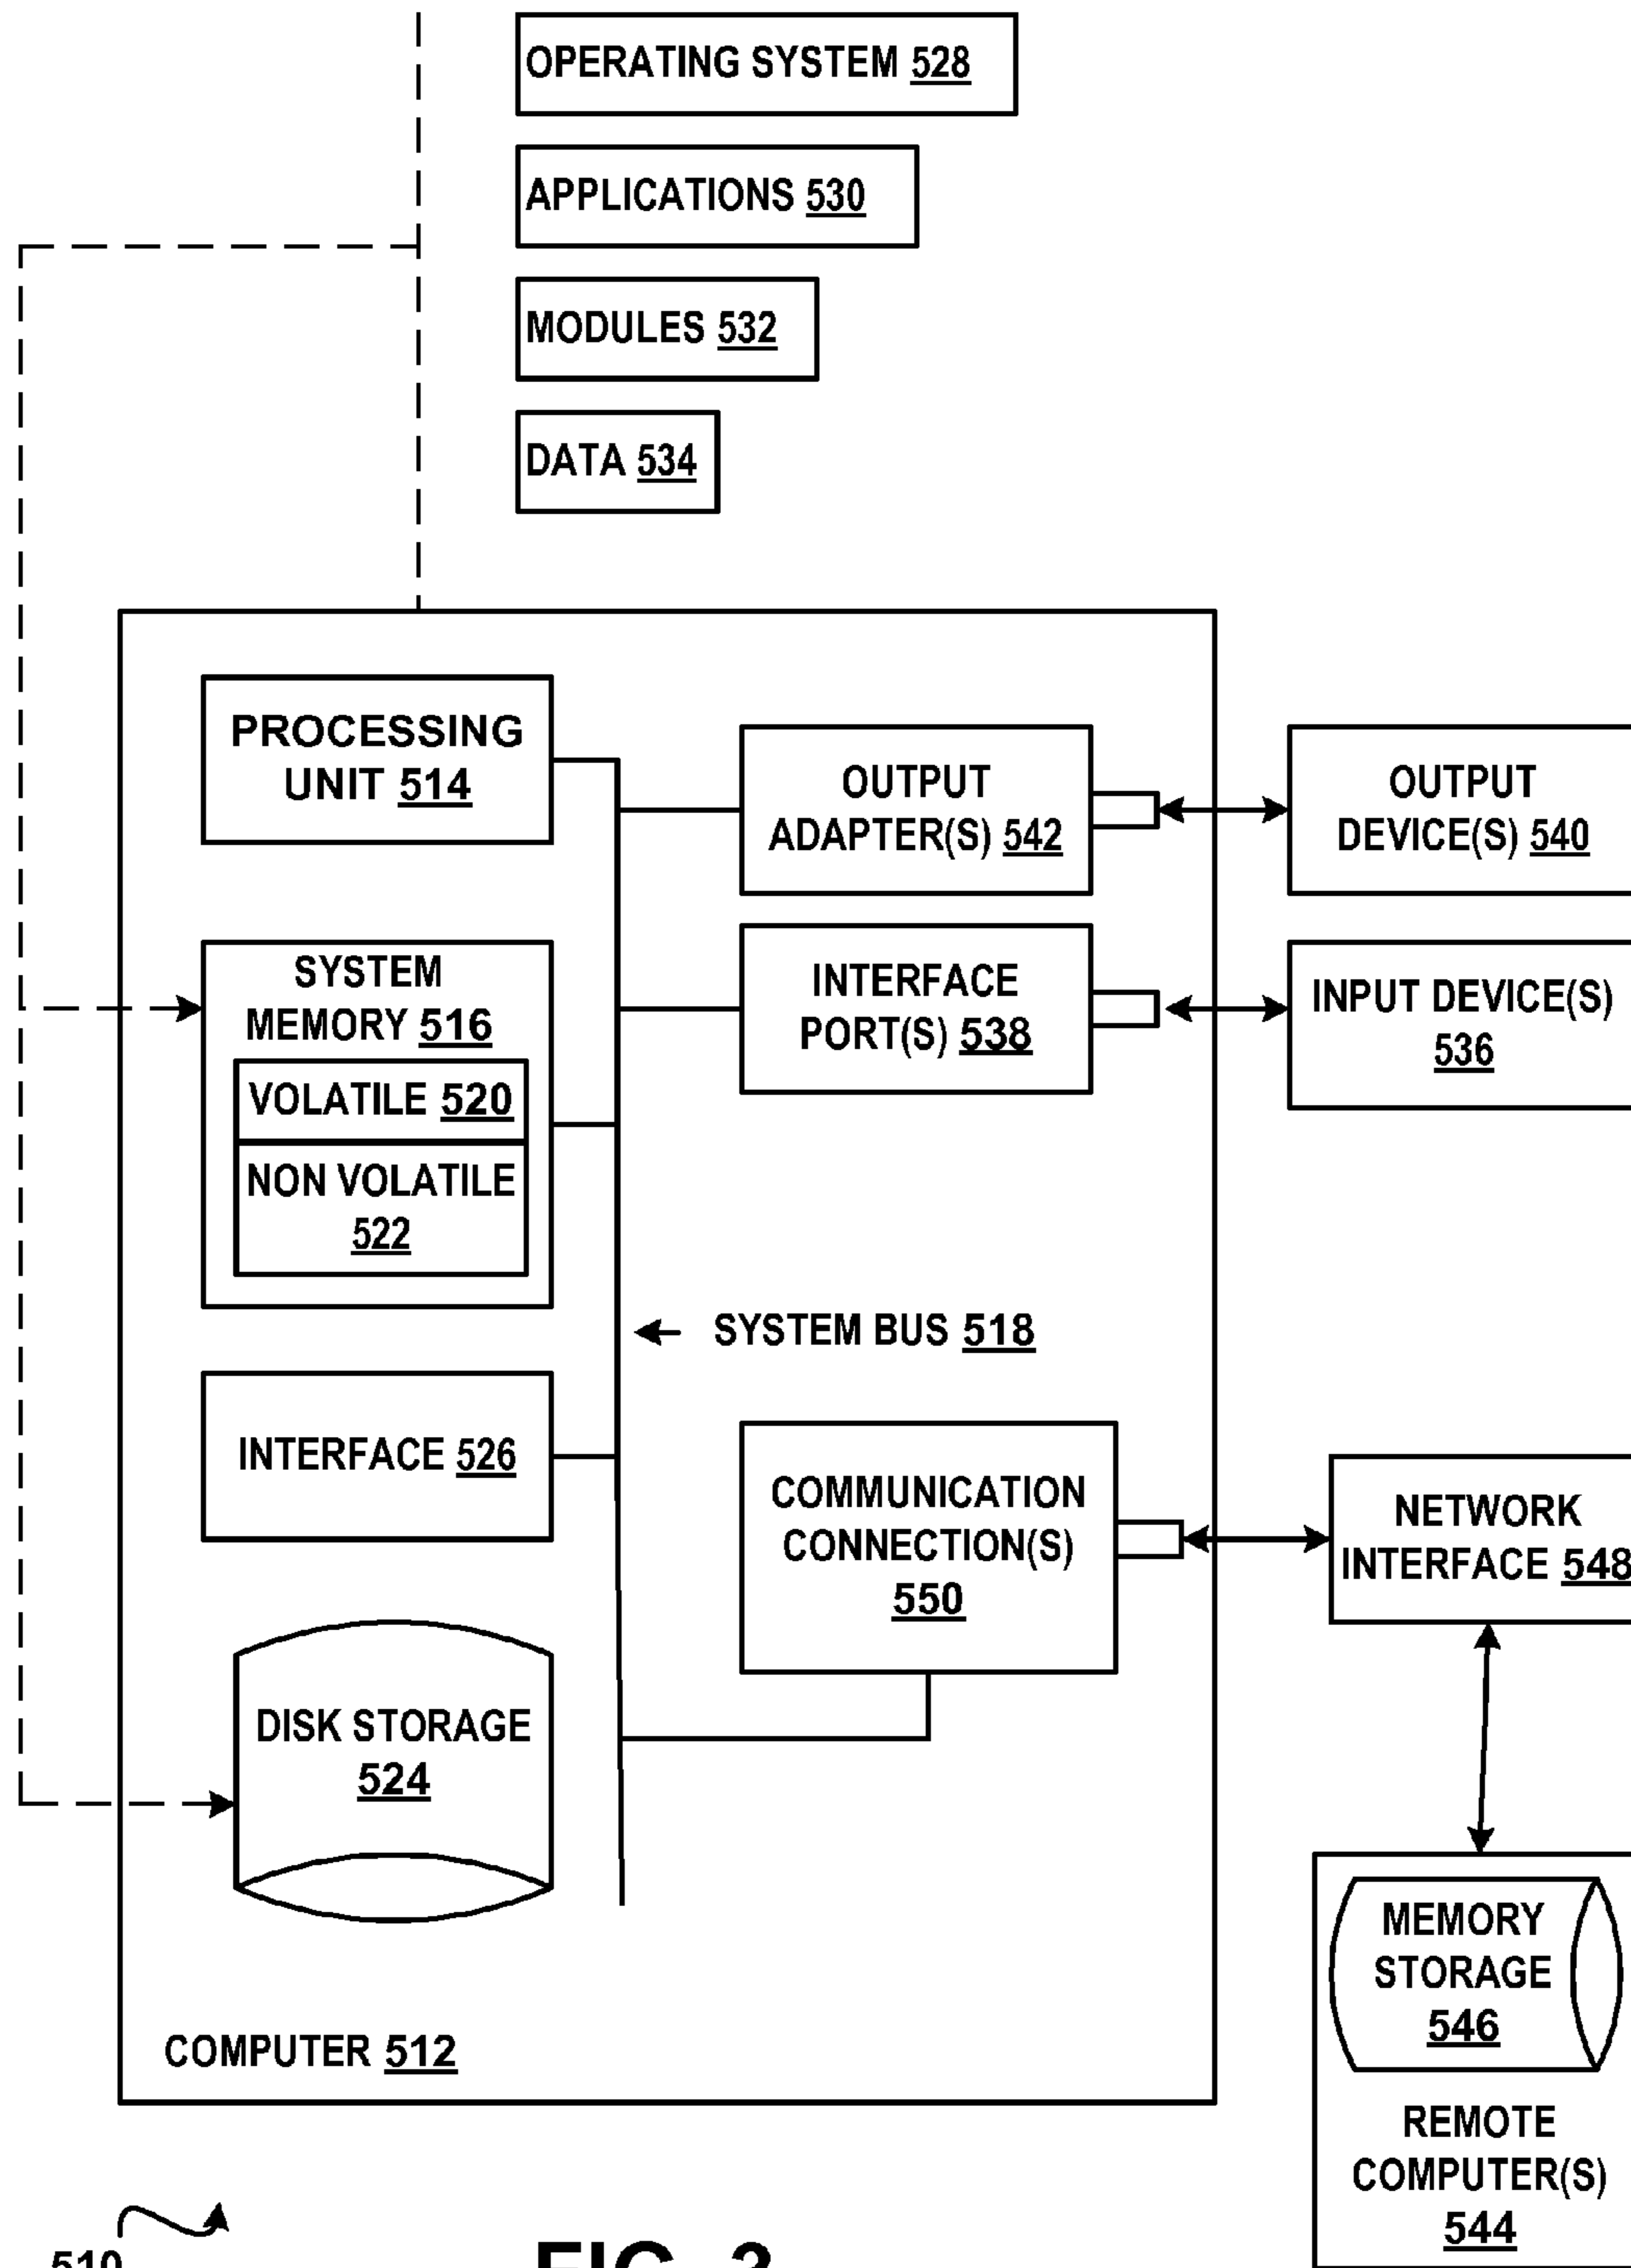 OPERATING SYSTEM 528
APPLICATIONS 530
MODULES 532
DATA 534
PROCESSING
UNIT 514
OUTPUT
ADAPTER(S) 542
OUTPUT
DEVICE(S) 540
SYSTEM
MEMORY 516
VOLATILE 520
NON VOLATILE
522
INTERFACE
PORT(S) 538
INPUT DEVICE(S)
536
SYSTEM BUS 518
INTERFACE 526
COMMUNICATION
CONNECTION(S)
550
NETWORK
INTERFACE 548
DISK STORAGE
524
MEMORY
STORAGE
546
REMOTE
COMPUTER(S)
544
COMPUTER 512
510
FIG. 3